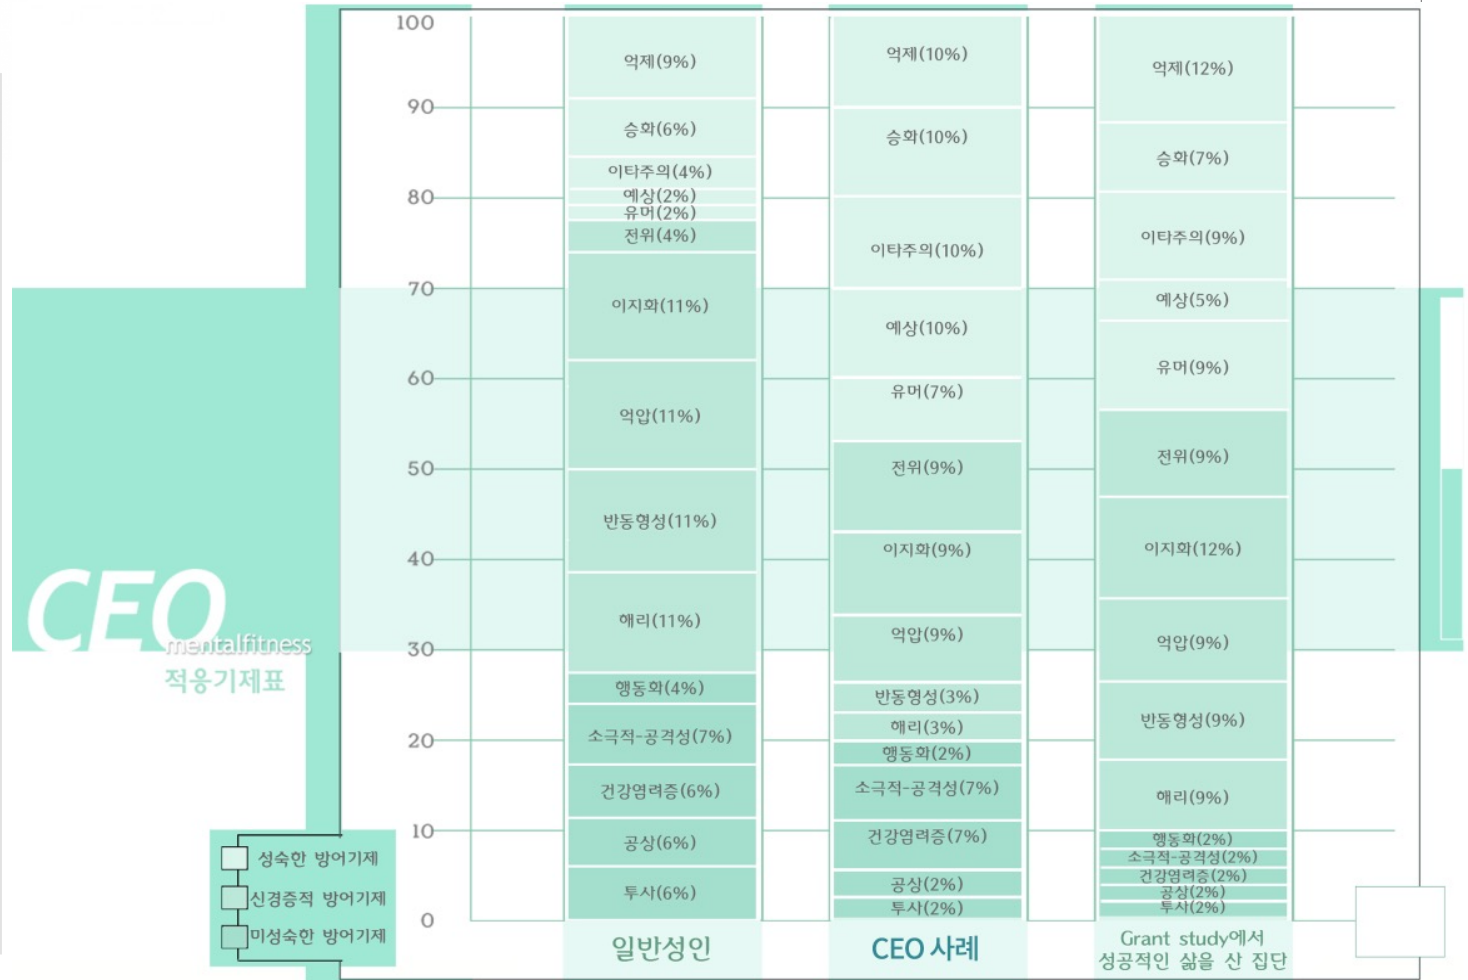 100
90
80
70
60
50
40
30
20
10
0
억제(9%)
승화(6%)
이타주의(4%)
예상(2%)
유머(2%)
전위(4%)
이지화(11%)
억압(11%)
반동형성(11%)
해리(11%)
행동화(4%)
소극적-공격성(7%)
건강염려증(6%)
공상(6%)
투사(6%)
일반성인
억제(10%)
승화(10%)
이타주의(10%)
예상(10%)
유머(7%)
전위(9%)
이지화(9%)
억압(9%)
반동형성(3%)
해리(3%)
행동화(2%)
소극적-공격성(7%)
건강염려증(7%)
공상(2%)
투사(2%)
CEO 사례
억제(12%)
승화(7%)
이타주의(9%)
예상(5%)
유머(9%)
전위(9%)
이지화(12%)
억압(9%)
반동형성(9%)
해리(9%)
행동화(2%)
소극적-공격성(2%)
건강염려증(2%)
공상(2%)
투사(2%)
Grant study에서
성공적인 삶을 산 집단
CEO
mentalfitness
적응기제표
성숙한 방어기제
신경증적 방어기제
미성숙한 방어기제